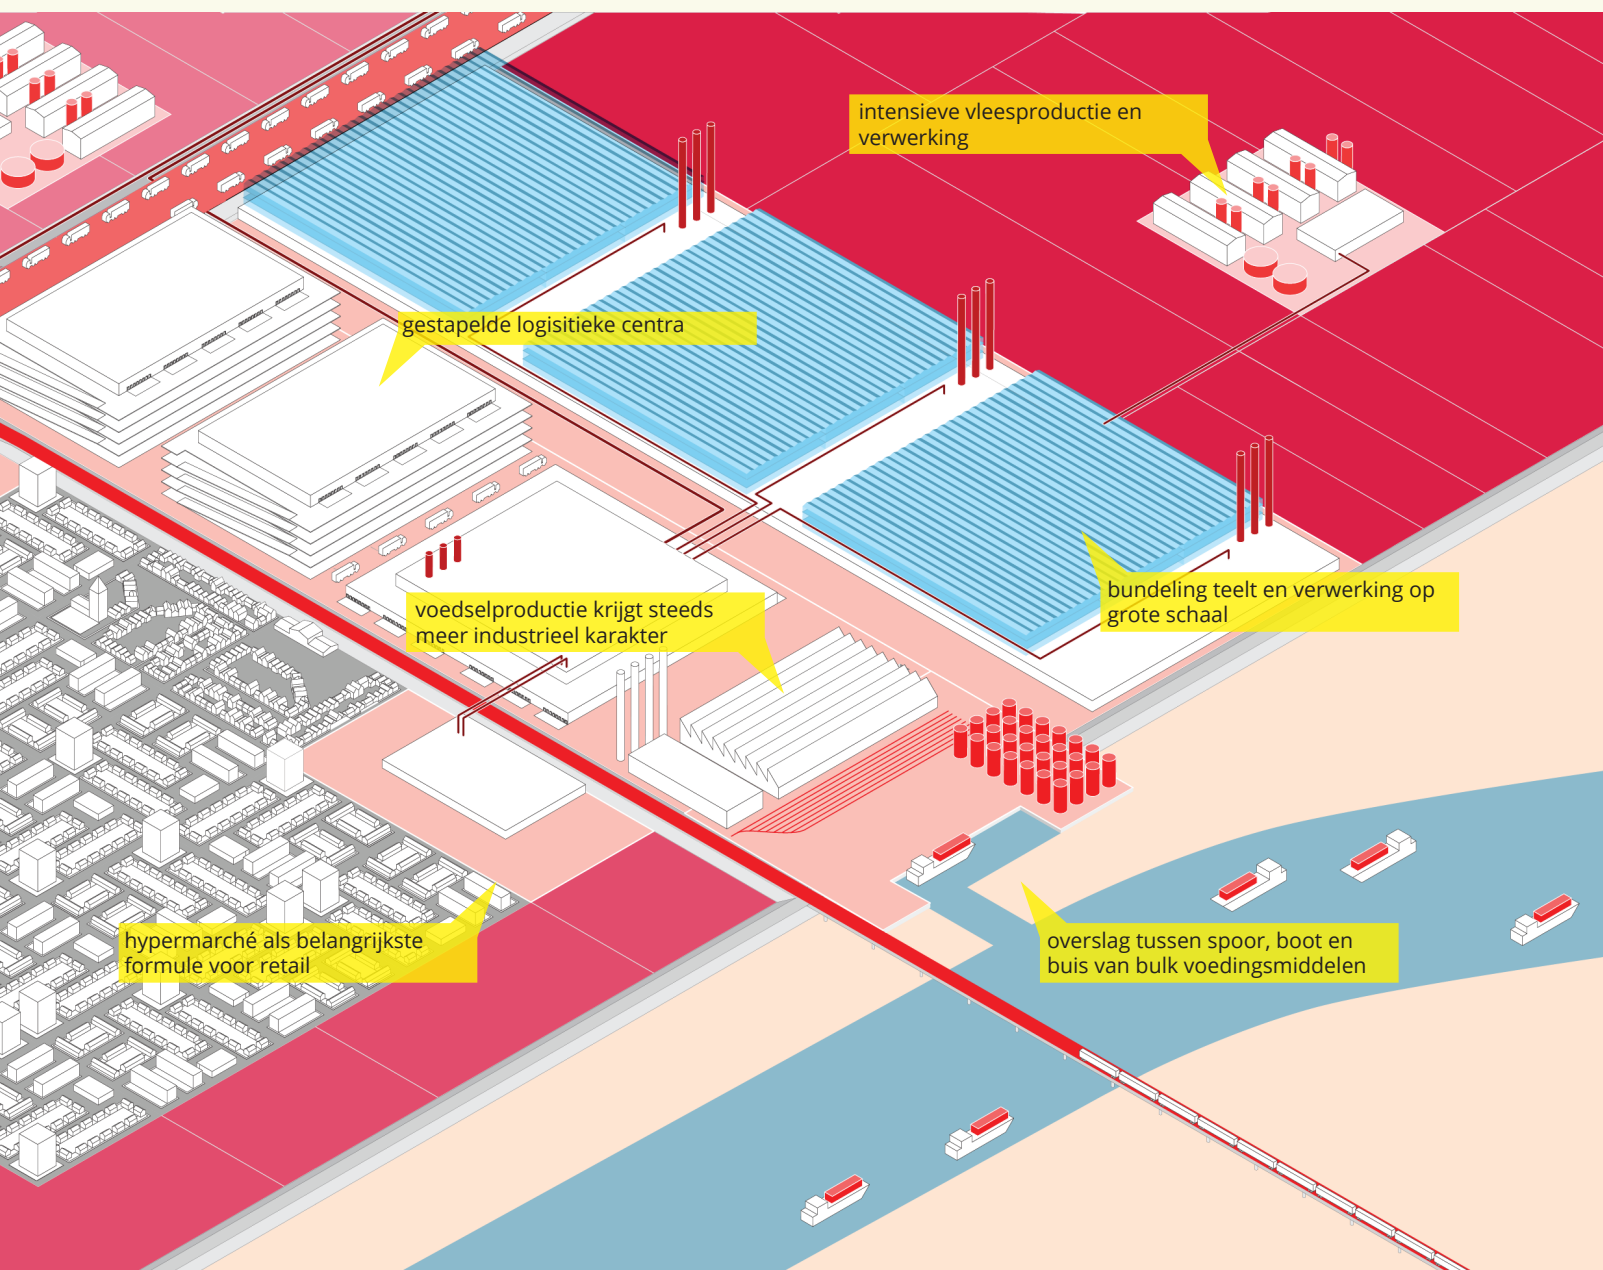 intensieve vleesproductie en
verwerking
gestapelde logisitieke centra
bundeling teelt en verwerking op
grote schaal
voedselproductie krijgt steeds
meer industrieel karakter
hypermarché als belangrijkste
formule voor retail
overslag tussen spoor, boot en
buis van bulk voedingsmiddelen